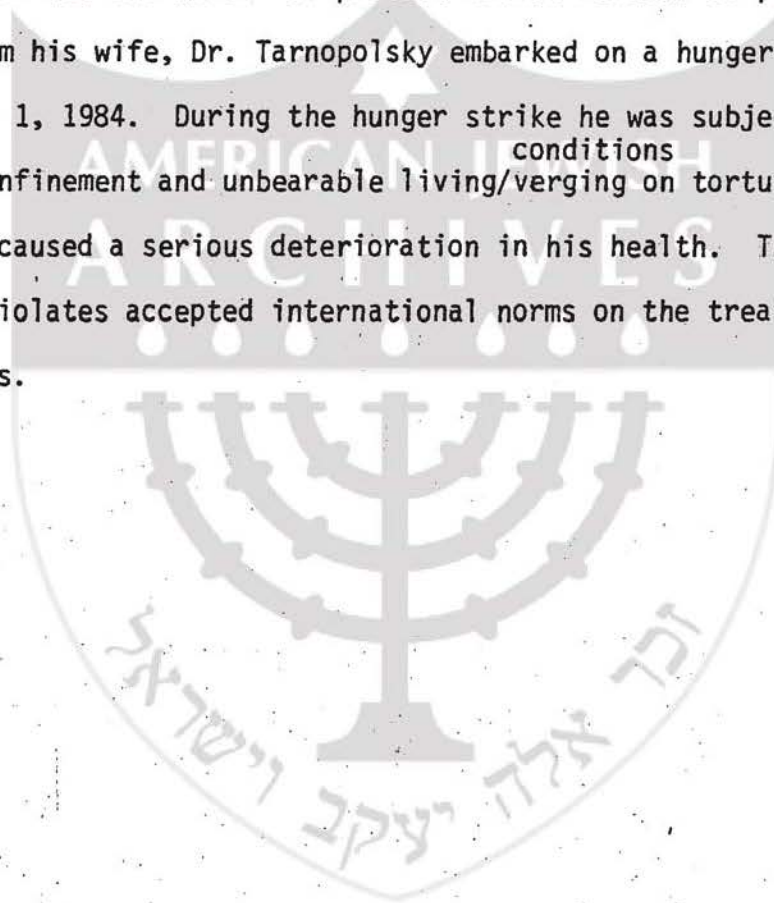 m his wife, Dr. Tarnopolsky embarked on a hunger
1, 1984. During the hunger strike he was subje
conditions
nfinement and unbearable living/verging on tortu
caused a serious deterioration in his health. T
iolates accepted international norms on the trea
s.
AMERICAN JEWISH
ARCHIVES
זכר אלה יעקב וישראל